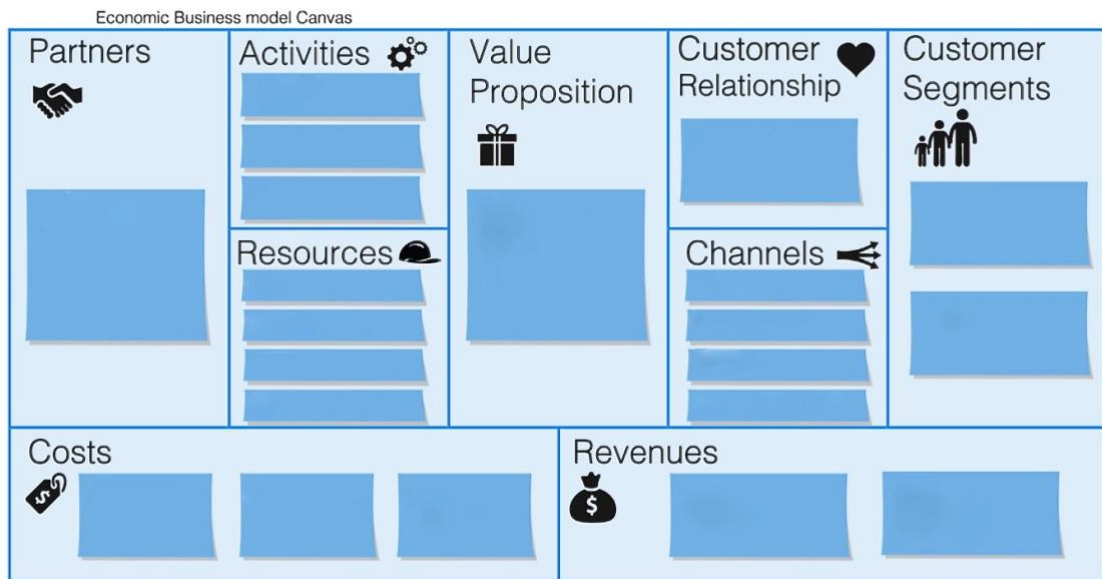 Economic Business model Canvas
Partners
Activities
Value
Proposition
Customer
Relationship
Customer
Segments
Resources
Channels
Costs
$
Revenues
$